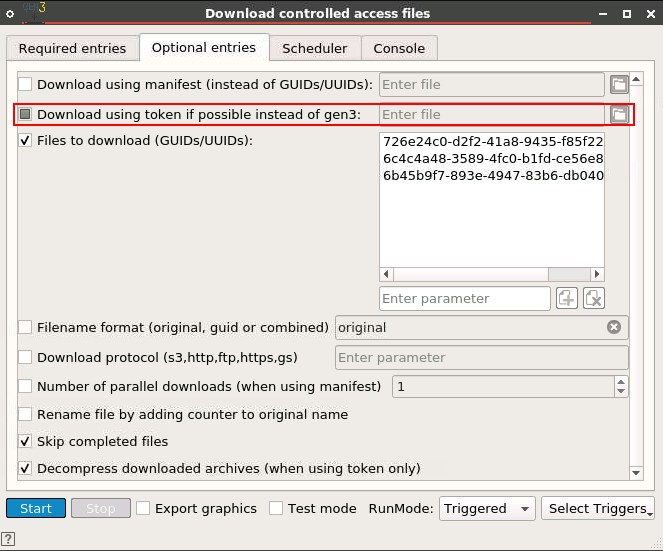 3
Download controlled access files
Required entries Optional entries Scheduler Console
Download using manifest (instead of GUIDs/UUIDs): Enter file
Download using token if possible instead of gen3: Enter file
Files to download (GUIDs/UUIDs):
726e24c0-d2f2-41a8-9435-f85f22
6c4c4a48-3589-4fc0-b1fd-ce56e8
6b45b9f7-893e-4947-83b6-db040
Enter parameter
Filename format (original, guid or combined) original
Download protocol (s3,http,ftp,https,gs) Enter parameter
Number of parallel downloads (when using manifest) 1
Rename file by adding counter to original name
Skip completed files
Decompress downloaded archives (when using token only)
Start Stop Export graphics Test mode RunMode: Triggered Select Triggers
?